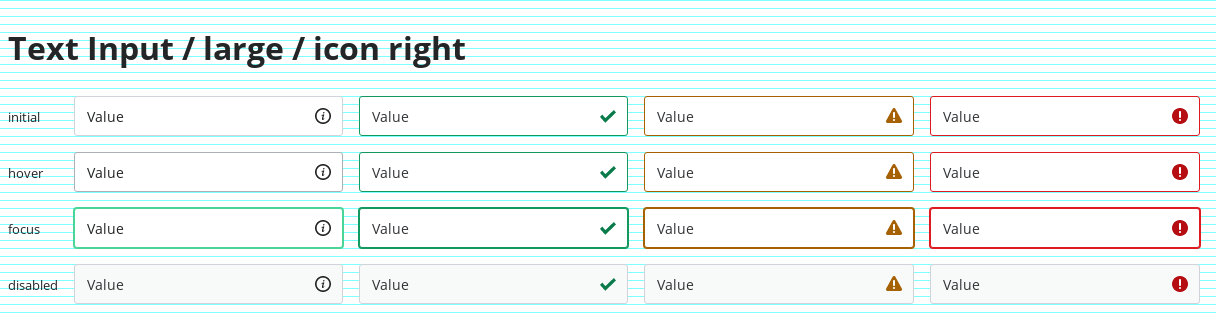 Text Input / large / icon right
initial Value Value Value Value
hover Value Value Value Value
focus Value Value Value Value
disabled Value Value Value Value